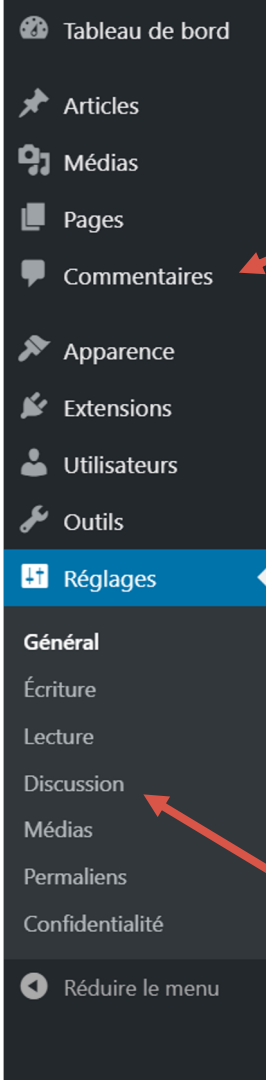 Tableau de bord
Articles
Médias
Pages
Commentaires
Apparence
Extensions
Utilisateurs
Outils
Réglages
Général
Écriture
Lecture
Discussion
Médias
Permaliens
Confidentialité
Réduire le menu